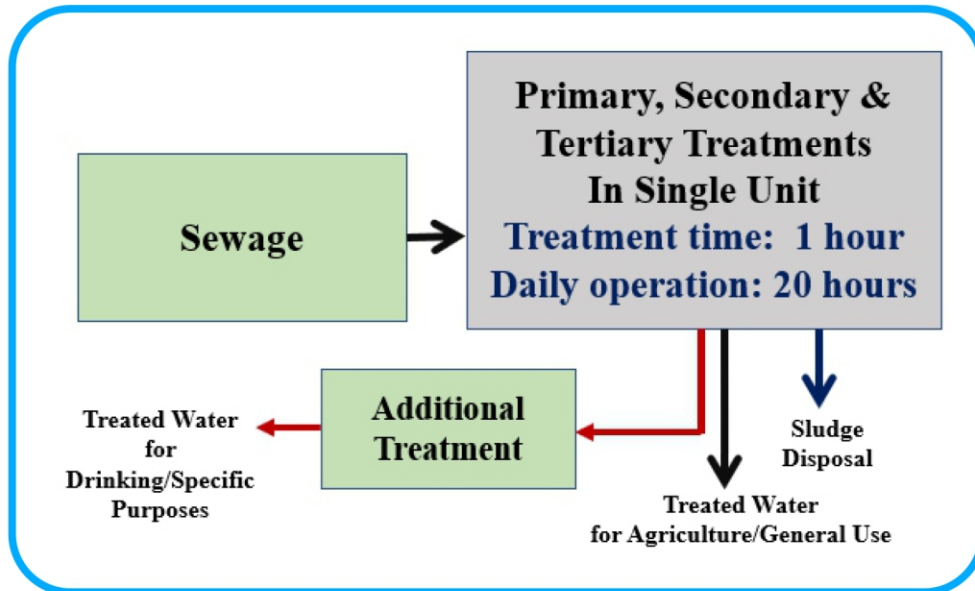 Primary, Secondary &
Tertiary Treatments
In Single Unit
Treatment time: 1 hour
Daily operation: 20 hours
Sewage
Additional
Treatment
Treated Water
for
Drinking/Specific
Purposes
Sludge
Disposal
Treated Water
for Agriculture/General Use